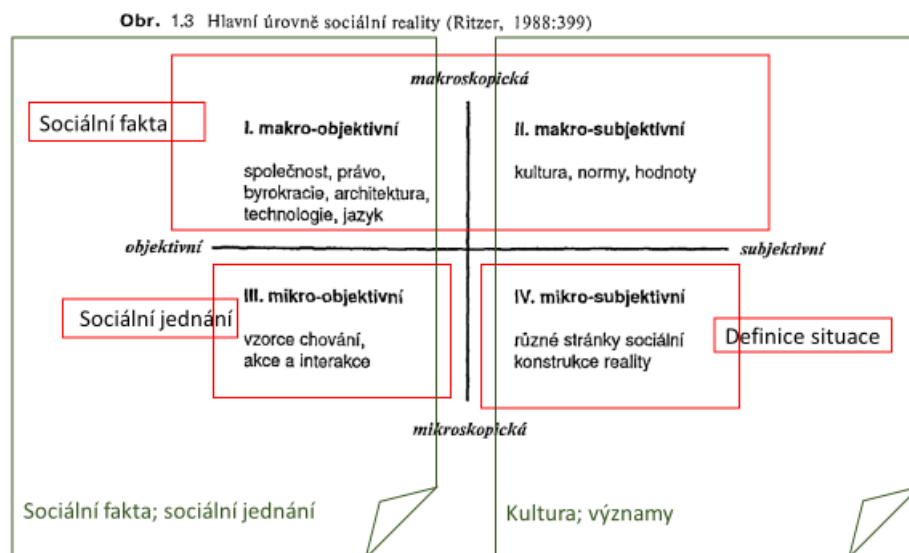 Obr. 1.3 Hlavní úrovně sociální reality (Ritzer, 1988:399)
makroskopická
Sociální fakta
I. makro-objektivní
společnost, právo,
byrokracie, architektura,
technologie, jazyk
II. makro-subjektivní
kultura, normy, hodnoty
objektivní
subjektivní
Sociální jednání
III. mikro-objektivní
vzorce chování,
akce a interakce
IV. mikro-subjektivní
různé stránky sociální
konstrukce reality
Definice situace
mikroskopická
Sociální fakta; sociální jednání
Kultura; významy